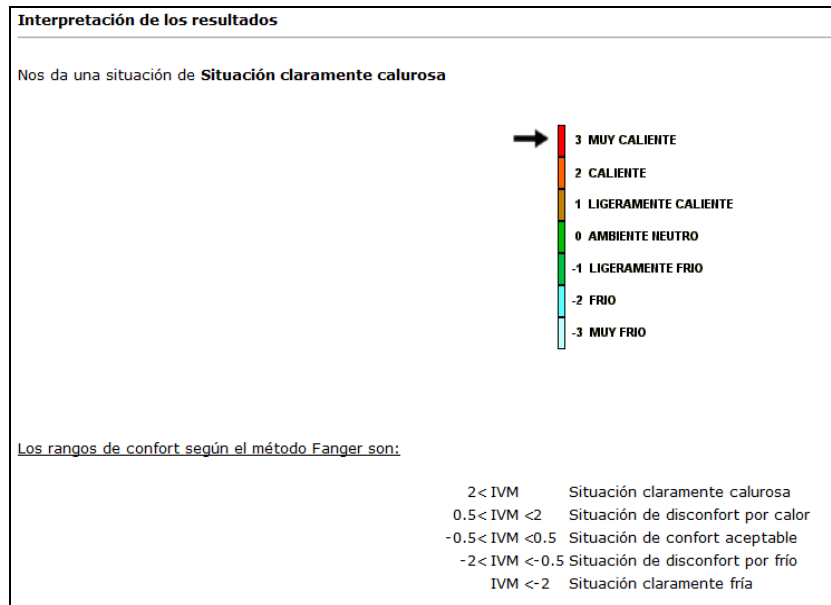 Interpretación de los resultados
Nos da una situación de Situación claramente calurosa
3 MUY CALIENTE
2 CALIENTE
1 LIGERAMENTE CALIENTE
0 AMBIENTE NEUTRO
-1 LIGERAMENTE FRIO
-2 FRIO
-3 MUY FRIO
Los rangos de confort según el método Fanger son:
2< IVM Situación claramente calurosa
0.5< IVM <2 Situación de disconfort por calor
-0.5< IVM <0.5 Situación de confort aceptable
-2< IVM <-0.5 Situación de disconfort por frío
IVM <-2 Situación claramente fría